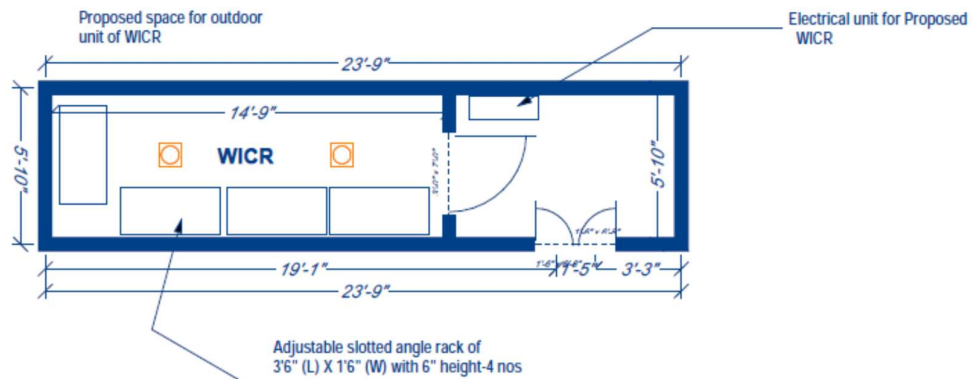 Proposed space for outdoor
unit of WICR
Electrical unit for Proposed
WICR
23'-9"
14'-9"
5'-10"
WICR
5'-10"
19'-1"
1'-5"
3'-3"
23'-9"
Adjustable slotted angle rack of
3'6" (L) X 1'6" (W) with 6" height-4 nos